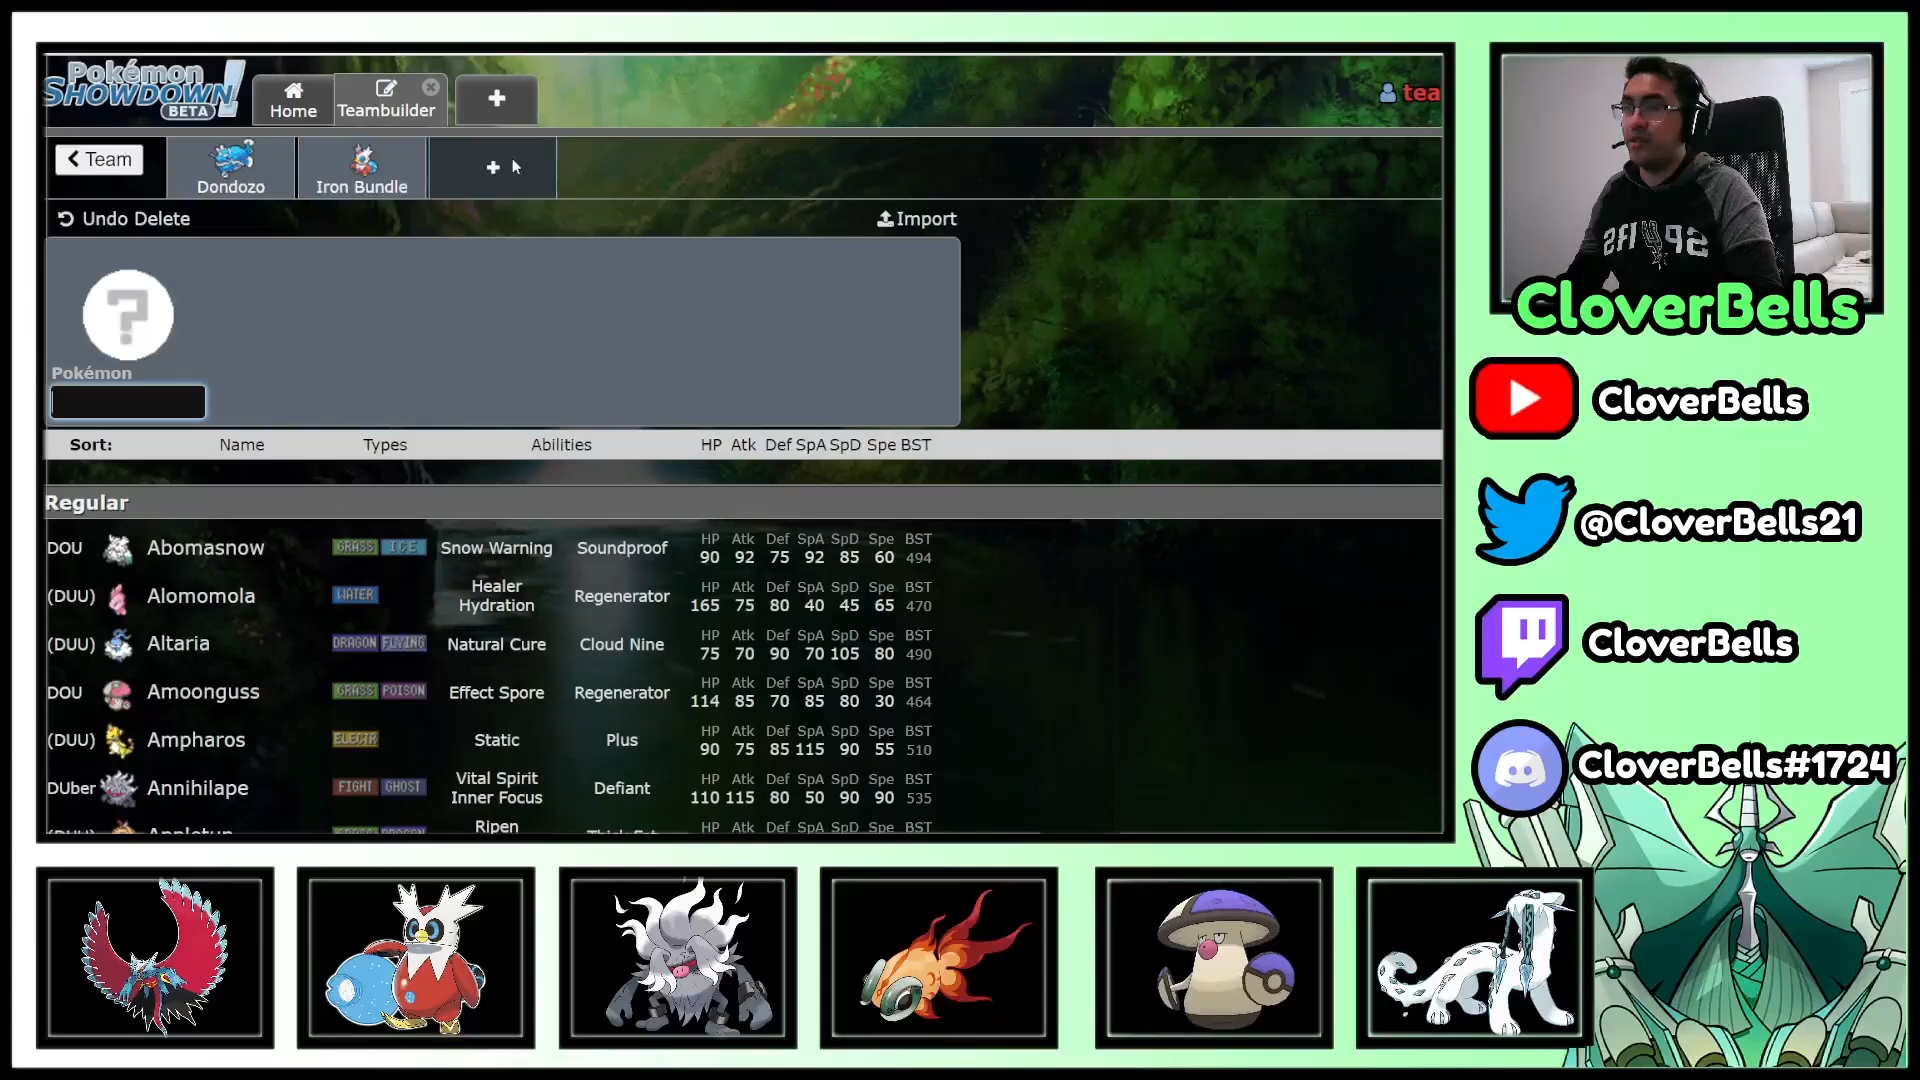 Pokémon
SHOWDOWN!
BETA
Home
Teambuilder
+
tea
Team
Dondozo
Iron Bundle
+
Undo Delete
Import
?
Pokémon
Sort: Name Types Abilities HP Atk Def SpA SpD Spe BST
Regular
DOU Abomasnow GRASS ICE Snow Warning Soundproof HP 90 Atk 92 Def 75 SpA 92 SpD 85 Spe 60 BST 494
(DUU) Alomomola WATER Healer Hydration Regenerator HP 165 Atk 75 Def 80 SpA 40 SpD 45 Spe 65 BST 470
(DUU) Altaria DRAGON FLYING Natural Cure Cloud Nine HP 75 Atk 70 Def 90 SpA 70 SpD 105 Spe 80 BST 490
DOU Amoonguss GRASS POISON Effect Spore Regenerator HP 114 Atk 85 Def 70 SpA 85 SpD 80 Spe 30 BST 464
(DUU) Ampharos ELECTR Static Plus HP 90 Atk 75 Def 85 SpA 115 SpD 90 Spe 55 BST 510
DUber Annihilape FIGHT GHOST Vital Spirit Inner Focus Defiant HP 110 Atk 115 Def 80 SpA 50 SpD 90 Spe 90 BST 535
Ripen HP Atk Def SpA SpD Spe BST
SPURS
CloverBells
CloverBells
@CloverBells21
CloverBells
CloverBells#1724